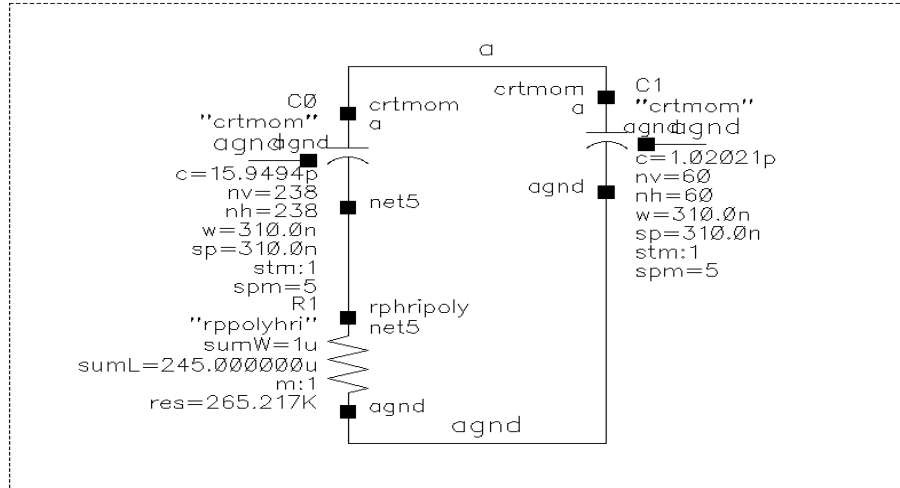 a
C0
"crtmom"
agnd
agnd
c=15.9494p
nv=238
nh=238
w=310.0n
sp=310.0n
stm:1
spm=5
crtmom
a
net5
R1
"rppolyhri"
sumW=1u
sumL=245.000000u
m:1
res=265.217K
rphripoly
net5
agnd
agnd
crtmom
a
agnd
C1
"crtmom"
agnd
agnd
c=1.02021p
nv=60
nh=60
w=310.0n
sp=310.0n
stm:1
spm=5